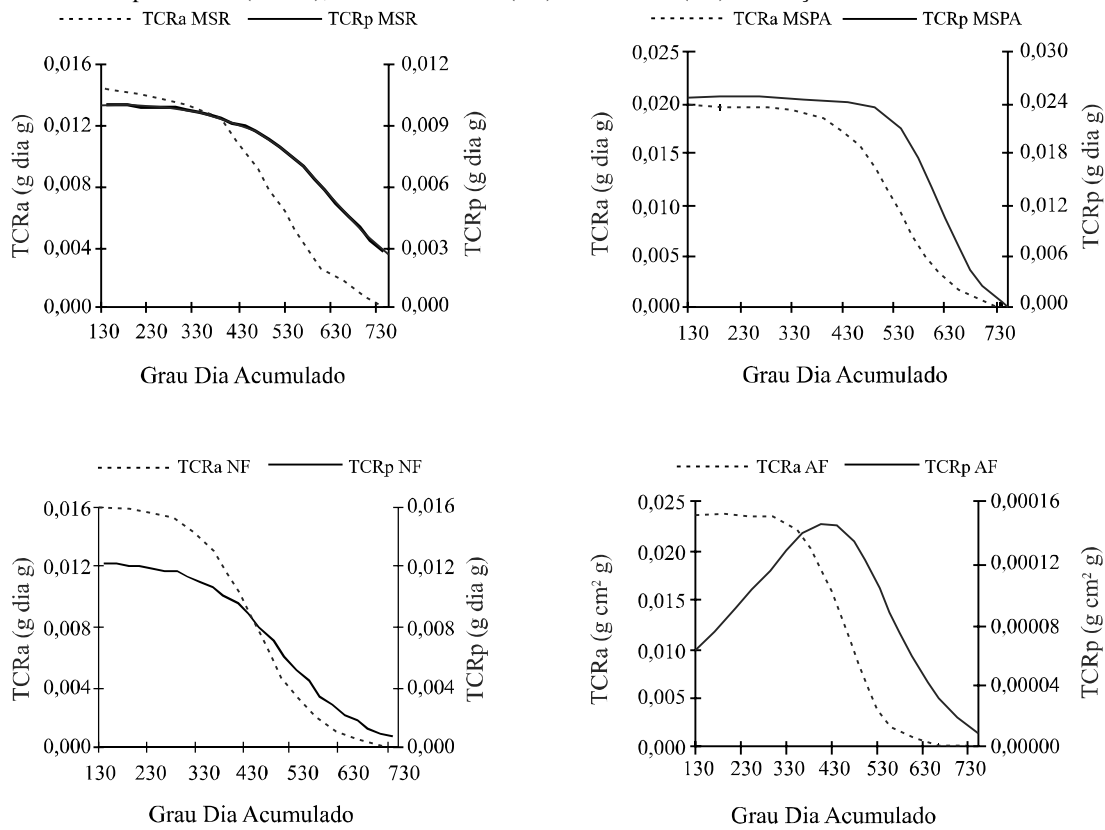 TCRa MSR TCRp MSR
0,016 0,012
0,012 0,009
0,008 0,006
0,004 0,003
0,000 0,000
TCRa (g dia g)
TCRp (g dia g)
130 230 330 430 530 630 730
Grau Dia Acumulado
TCRa MSPA TCRp MSPA
0,025 0,030
0,020 0,024
0,015 0,018
0,010 0,012
0,005 0,006
0,000 0,000
TCRa (g dia g)
TCRp (g dia g)
130 230 330 430 530 630 730
Grau Dia Acumulado
TCRa NF TCRp NF
0,016 0,016
0,012 0,012
0,008 0,008
0,004 0,004
0,000 0,000
TCRa (g dia g)
TCRp (g dia g)
130 230 330 430 530 630 730
Grau Dia Acumulado
TCRa AF TCRp AF
0,025 0,00016
0,020 0,00012
0,015 0,00008
0,010 0,00004
0,005 0,00000
0,000
TCRa (g cm² g)
TCRp (g cm² g)
130 230 330 430 530 630 730
Grau Dia Acumulado